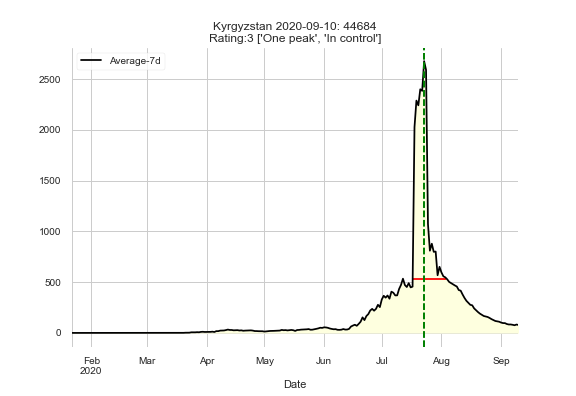 Kyrgyzstan 2020-09-10: 44684
Rating:3 ['One peak', 'In control']
Average-7d
2500
2000
1500
1000
500
0
Feb Mar Apr May Jun Jul Aug Sep
2020
Date